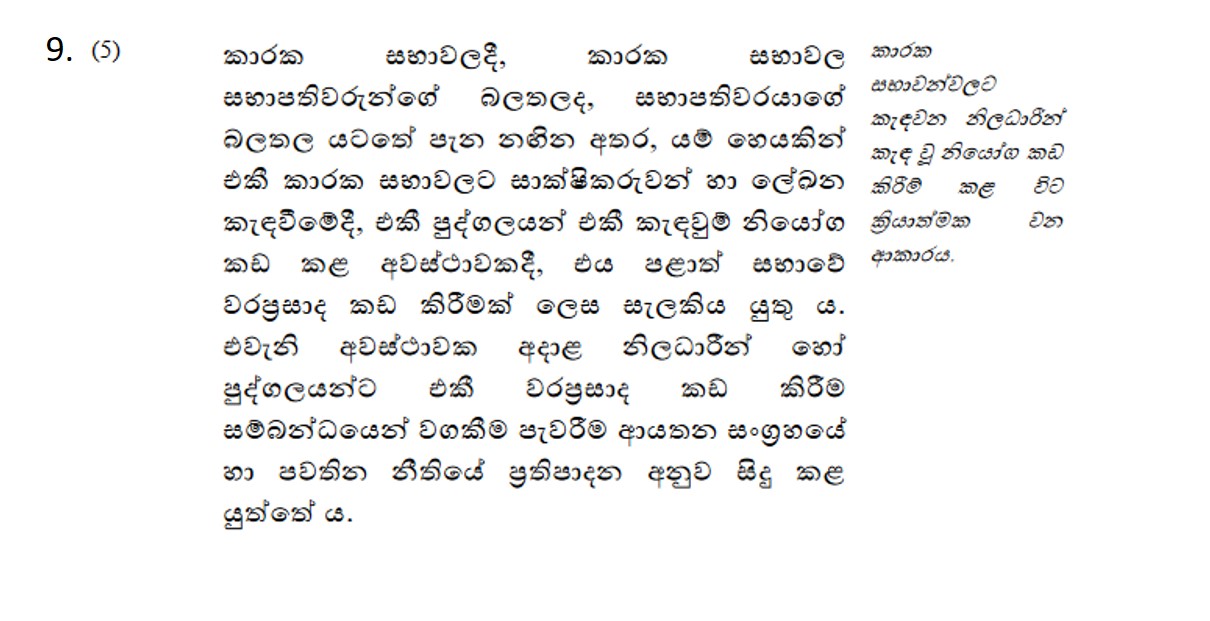 9. (5)
කාරක සභාවලදී, කාරක සභාවල
සභාපතිවරුන්ගේ බලතලද, සභාපතිවරයාගේ
බලතල යටතේ පැන නඟින අතර, යම් හෙයකින්
එකී කාරක සභාවලට සාක්ෂිකරුවන් හා ලේඛන
කැඳවීමේදී, එකී පුද්ගලයන් එකී කැඳවුම් නියෝග
කඩ කළ අවස්ථාවකදී, එය පළාත් සභාවේ
වරප්‍රසාද කඩ කිරීමක් ලෙස සැලකිය යුතු ය.
එවැනි අවස්ථාවක අදාළ නිලධාරීන් හෝ
පුද්ගලයන්ට එකී වරප්‍රසාද කඩ කිරීම
සම්බන්ධයෙන් වගකීම පැවරීම ආයතන සංග්‍රහයේ
හා පවතින නීතියේ ප්‍රතිපාදන අනුව සිදු කළ
යුත්තේ ය.
කාරක
සභාවන්වලට
කැඳවන නිලධාරීන්
කැඳ වූ නියෝග කඩ
කිරීම් කළ විට
ක්‍රියාත්මක වන
ආකාරය.